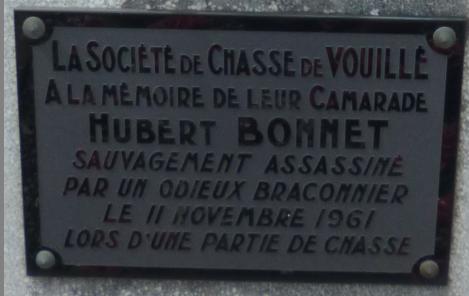 LA SOCIÉTÉ DE CHASSE DE VOUILLÉ
A LA MÉMOIRE DE LEUR CAMARADE
HUBERT BONNET
SAUVAGEMENT ASSASSINÉ
PAR UN ODIEUX BRACONNIER
LE 11 NOVEMBRE 1961
LORS D'UNE PARTIE DE CHASSE